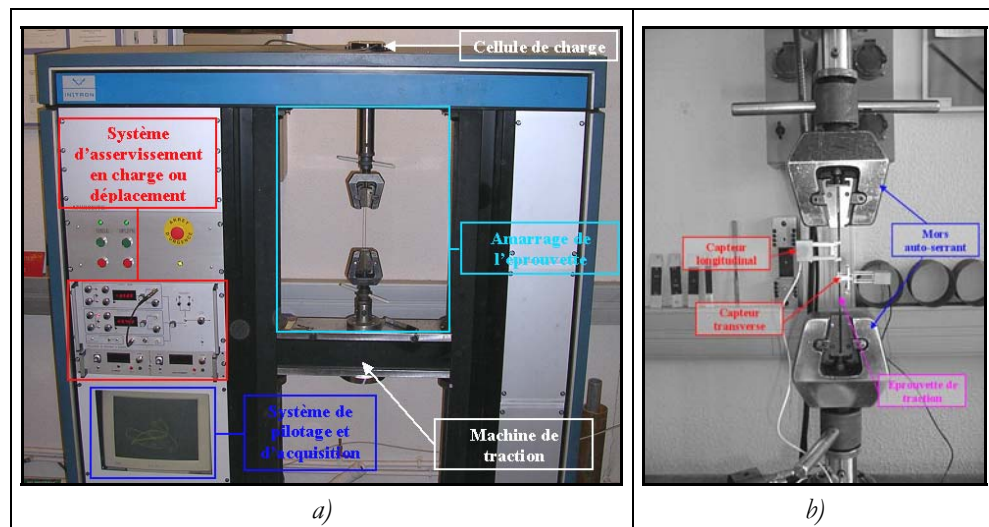 Cellule de charge
INSTRON
Système
d'asservissement
en charge ou
déplacement
ARRET
Amarrage de
l'éprouvette
Système de
pilotage et
d'acquisition
Machine de
traction
a)
Mors
auto-serrant
Capteur
longitudinal
Capteur
transverse
Eprouvette de
traction
b)